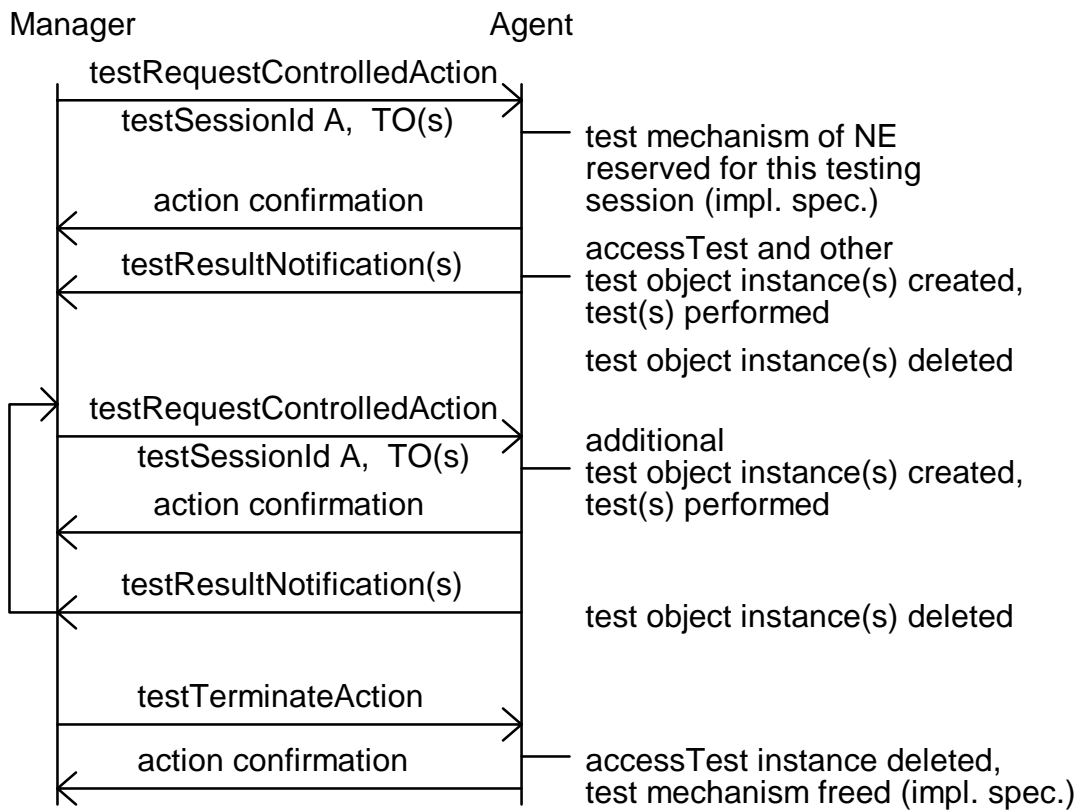 Manager Agent
testRequestControlledAction
testSessionId A, TO(s)
test mechanism of NE
reserved for this testing
session (impl. spec.)
action confirmation
testResultNotification(s)
accessTest and other
test object instance(s) created,
test(s) performed
test object instance(s) deleted
testRequestControlledAction
testSessionId A, TO(s)
additional
test object instance(s) created,
test(s) performed
action confirmation
testResultNotification(s)
test object instance(s) deleted
testTerminateAction
action confirmation
accessTest instance deleted,
test mechanism freed (impl. spec.)